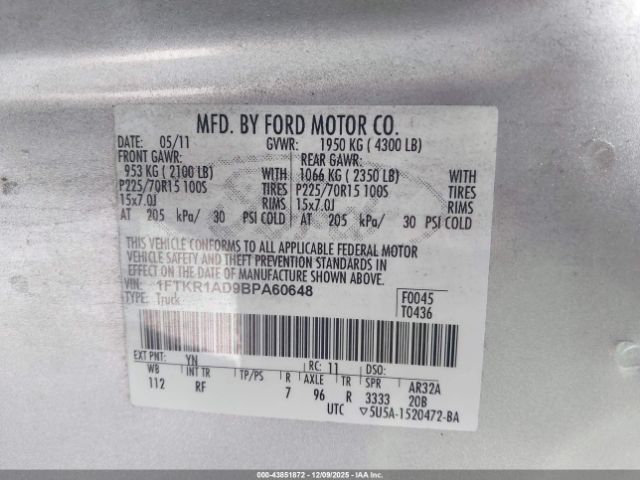 MFD. BY FORD MOTOR CO.
DATE: 05/11 GVWR: 1950 KG ( 4300 LB)
FRONT GAWR: REAR GAWR:
953 KG ( 2100 LB) WITH 1066 KG ( 2350 LB) WITH
P225/70R15 100S TIRES P225/70R15 100S TIRES
15x7.0J RIMS 15x7.0J RIMS
AT 205 kPa/ 30 PSI COLD AT 205 kPa/ 30 PSI COLD
THIS VEHICLE CONFORMS TO ALL APPLICABLE FEDERAL MOTOR
VEHICLE SAFETY AND THEFT PREVENTION STANDARDS IN
EFFECT ON THE DATE OF MANUFACTURE SHOWN ABOVE.
VIN: 1FTKR1AD9BPA60648 F0045
TYPE: Truck T0436
EXT PNT: YN RC: 11 DSO:
WB INT TR TP/PS R AXLE TR SPR AR32A
112 RF 7 96 R 3333 20B
UTC ▽5U5A-1520472-BA
© - 43851872 - 12/09/2025 - IAA Inc.